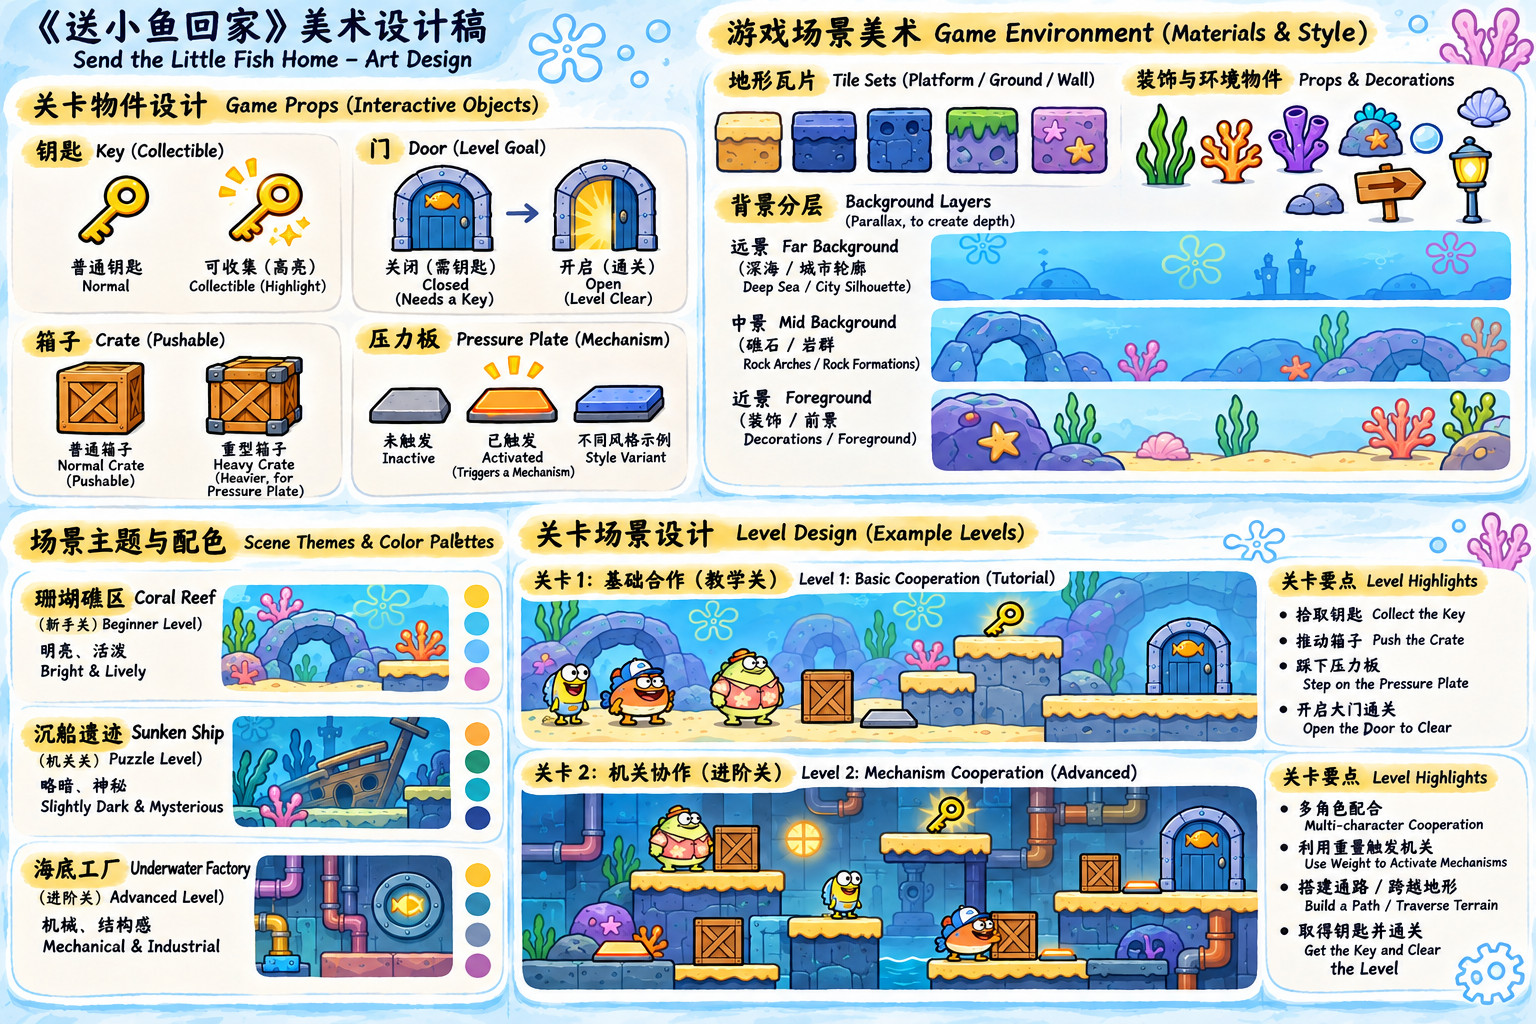 《送小鱼回家》美术设计稿
Send the Little Fish Home – Art Design
关卡物件设计 Game Props (Interactive Objects)
钥匙 Key (Collectible)
普通钥匙
Normal
可收集（高亮）
Collectible (Highlight)
门 Door (Level Goal)
关闭（需钥匙）
Closed
(Needs a Key)
开启（通关）
Open
(Level Clear)
箱子 Crate (Pushable)
普通箱子
Normal Crate
(Pushable)
重型箱子
Heavy Crate
(Heavier, for
Pressure Plate)
压力板 Pressure Plate (Mechanism)
未触发
Inactive
已触发
Activated
(Triggers a Mechanism)
不同风格示例
Style Variant
游戏场景美术 Game Environment (Materials & Style)
地形瓦片 Tile Sets (Platform / Ground / Wall)
装饰与环境物件 Props & Decorations
背景分层 Background Layers
(Parallax, to create depth)
远景 Far Background
（深海 / 城市轮廓
Deep Sea / City Silhouette)
中景 Mid Background
（礁石 / 岩群
Rock Arches / Rock Formations)
近景 Foreground
（装饰 / 前景
Decorations / Foreground)
场景主题与配色 Scene Themes & Color Palettes
珊瑚礁区 Coral Reef
（新手关）Beginner Level)
明亮、活泼
Bright & Lively
沉船遗迹 Sunken Ship
（机关关）Puzzle Level)
略暗、神秘
Slightly Dark & Mysterious
海底工厂 Underwater Factory
（进阶关）Advanced Level)
机械、结构感
Mechanical & Industrial
关卡场景设计 Level Design (Example Levels)
关卡 1：基础合作（教学关） Level 1: Basic Cooperation (Tutorial)
关卡要点 Level Highlights
• 拾取钥匙 Collect the Key
• 推动箱子 Push the Crate
• 踩下压力板
Step on the Pressure Plate
• 开启大门通关
Open the Door to Clear
关卡 2：机关协作（进阶关） Level 2: Mechanism Cooperation (Advanced)
关卡要点 Level Highlights
• 多角色配合
Multi-character Cooperation
• 利用重量触发机关
Use Weight to Activate Mechanisms
• 搭建通路 / 跨越地形
Build a Path / Traverse Terrain
• 取得钥匙并通关
Get the Key and Clear
the Level